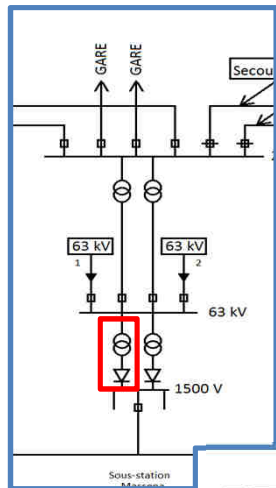 GARE
GARE
Secou
63 kV
63 kV
1
2
63 kV
1500 V
Sous-station